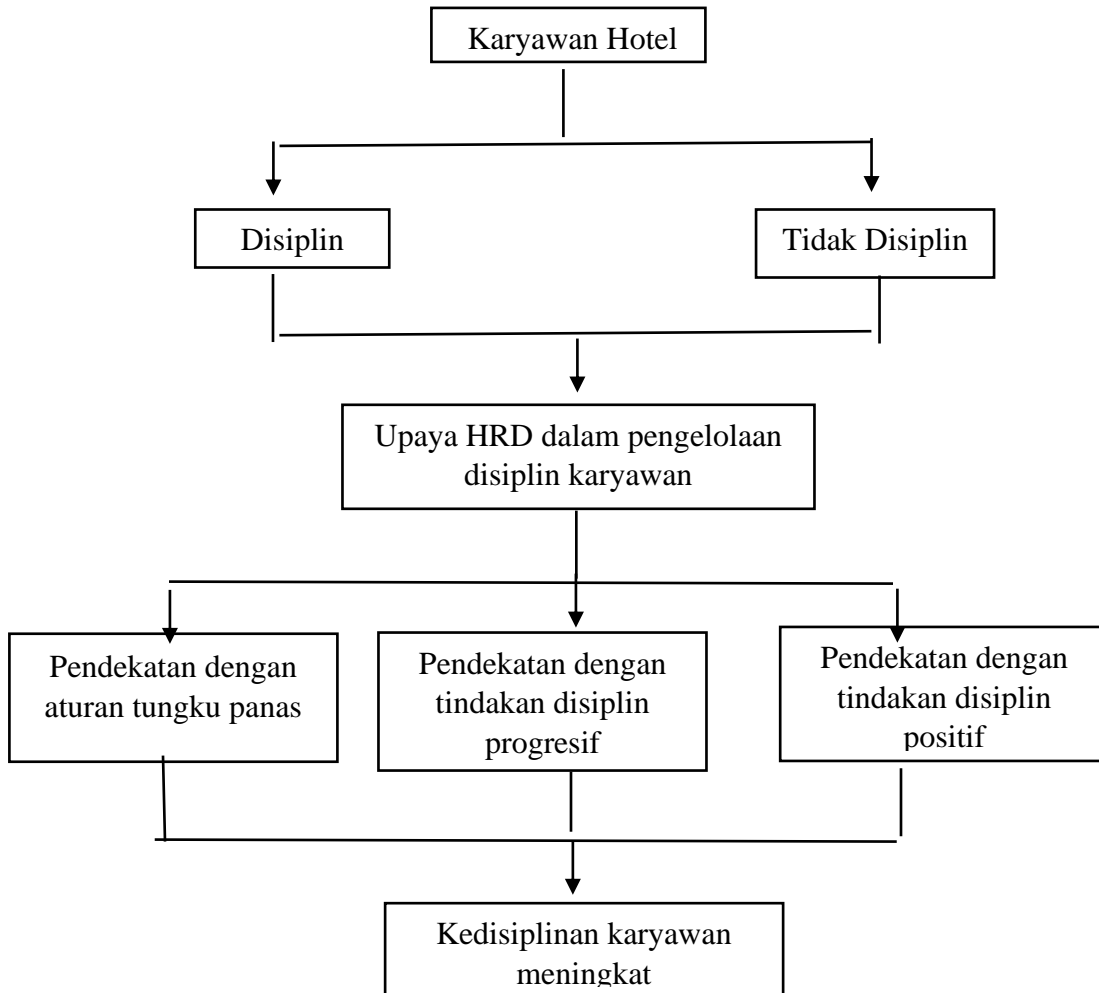 Karyawan Hotel
Disiplin
Tidak Disiplin
Upaya HRD dalam pengelolaan
disiplin karyawan
Pendekatan dengan
aturan tungku panas
Pendekatan dengan
tindakan disiplin
progresif
Pendekatan dengan
tindakan disiplin
positif
Kedisiplinan karyawan
meningkat